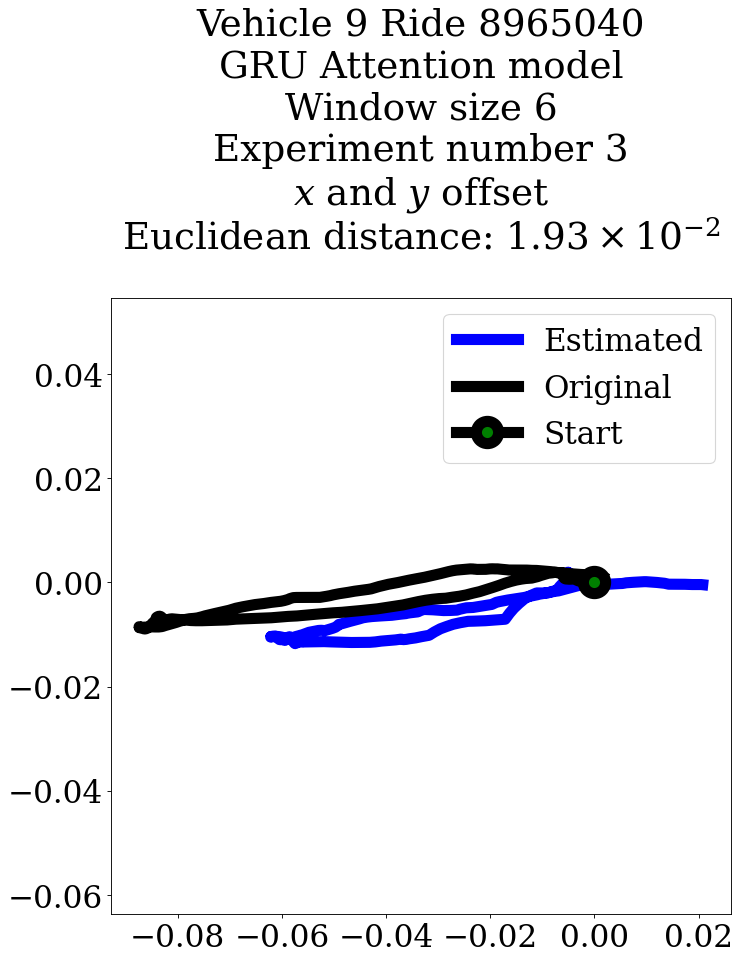 Vehicle 9 Ride 8965040
GRU Attention model
Window size 6
Experiment number 3
x and y offset
Euclidean distance: 1.93 × 10⁻²
Estimated
Original
Start
0.04
0.02
0.00
−0.02
−0.04
−0.06
−0.08 −0.06 −0.04 −0.02 0.00 0.02